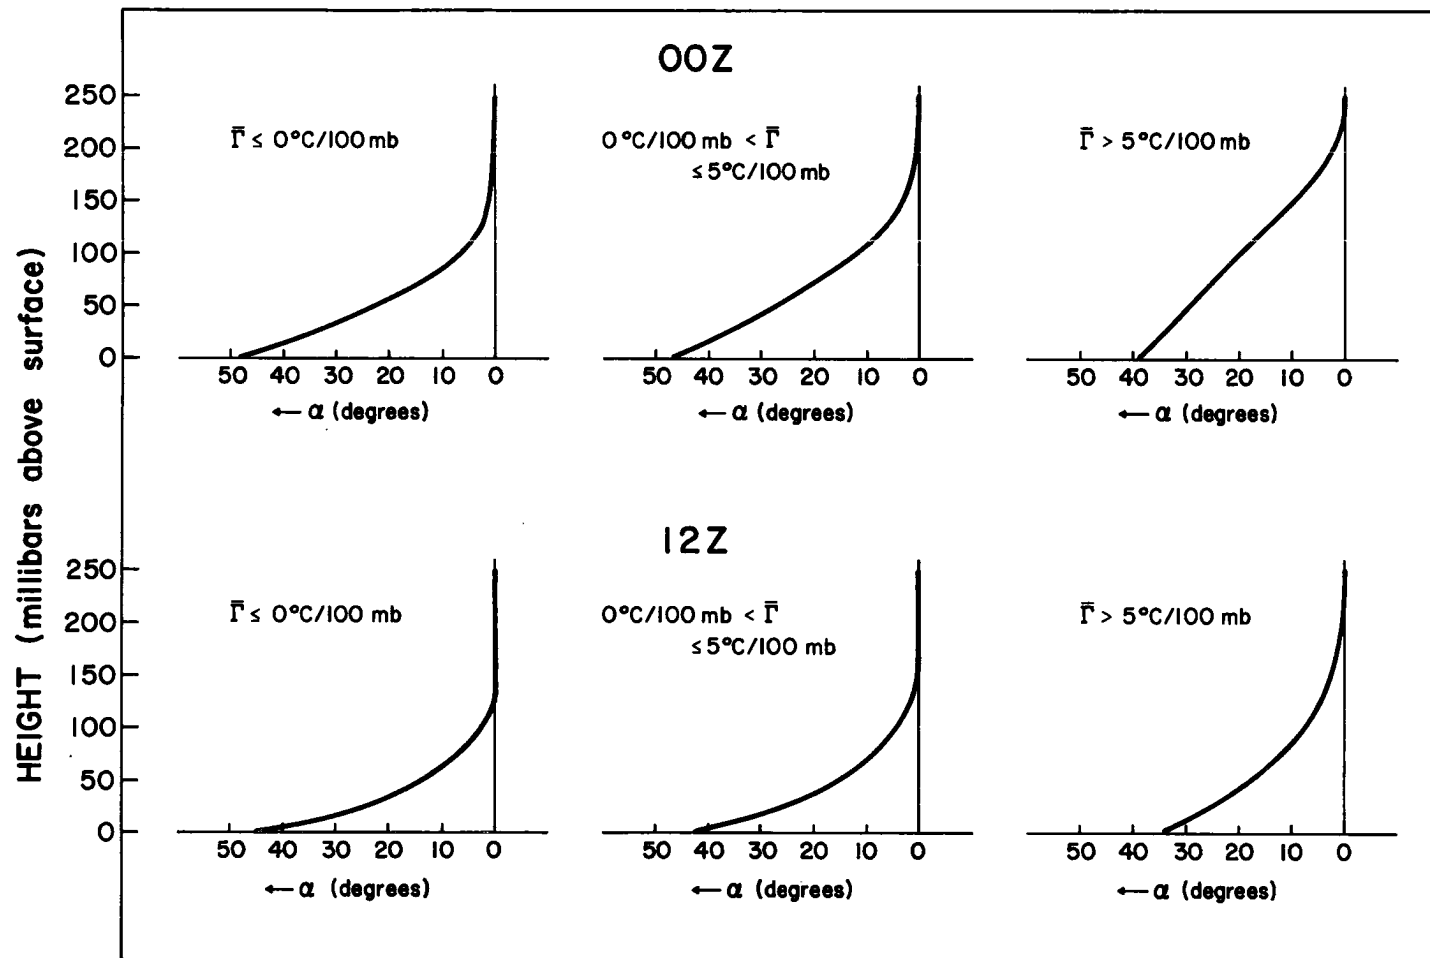 HEIGHT (millibars above surface)
00Z
250
200
150
100
50
0
Γ̅ ≤ 0°C/100 mb
50 40 30 20 10 0
← α (degrees)
0°C/100 mb < Γ̅
≤ 5°C/100 mb
50 40 30 20 10 0
← α (degrees)
Γ̅ > 5°C/100 mb
50 40 30 20 10 0
← α (degrees)
12Z
250
200
150
100
50
0
Γ̅ ≤ 0°C/100 mb
50 40 30 20 10 0
← α (degrees)
0°C/100 mb < Γ̅
≤ 5°C/100 mb
50 40 30 20 10 0
← α (degrees)
Γ̅ > 5°C/100 mb
50 40 30 20 10 0
← α (degrees)